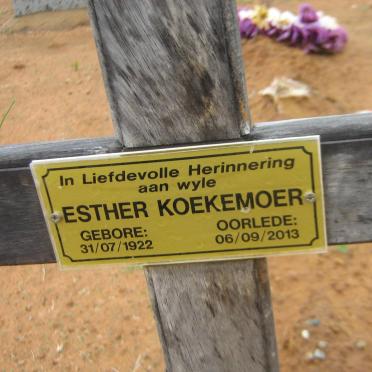 In Liefdevolle Herinnering
aan wyle
ESTHER KOEKEMOER
GEBORE: OORLEDE:
31/07/1922 06/09/2013